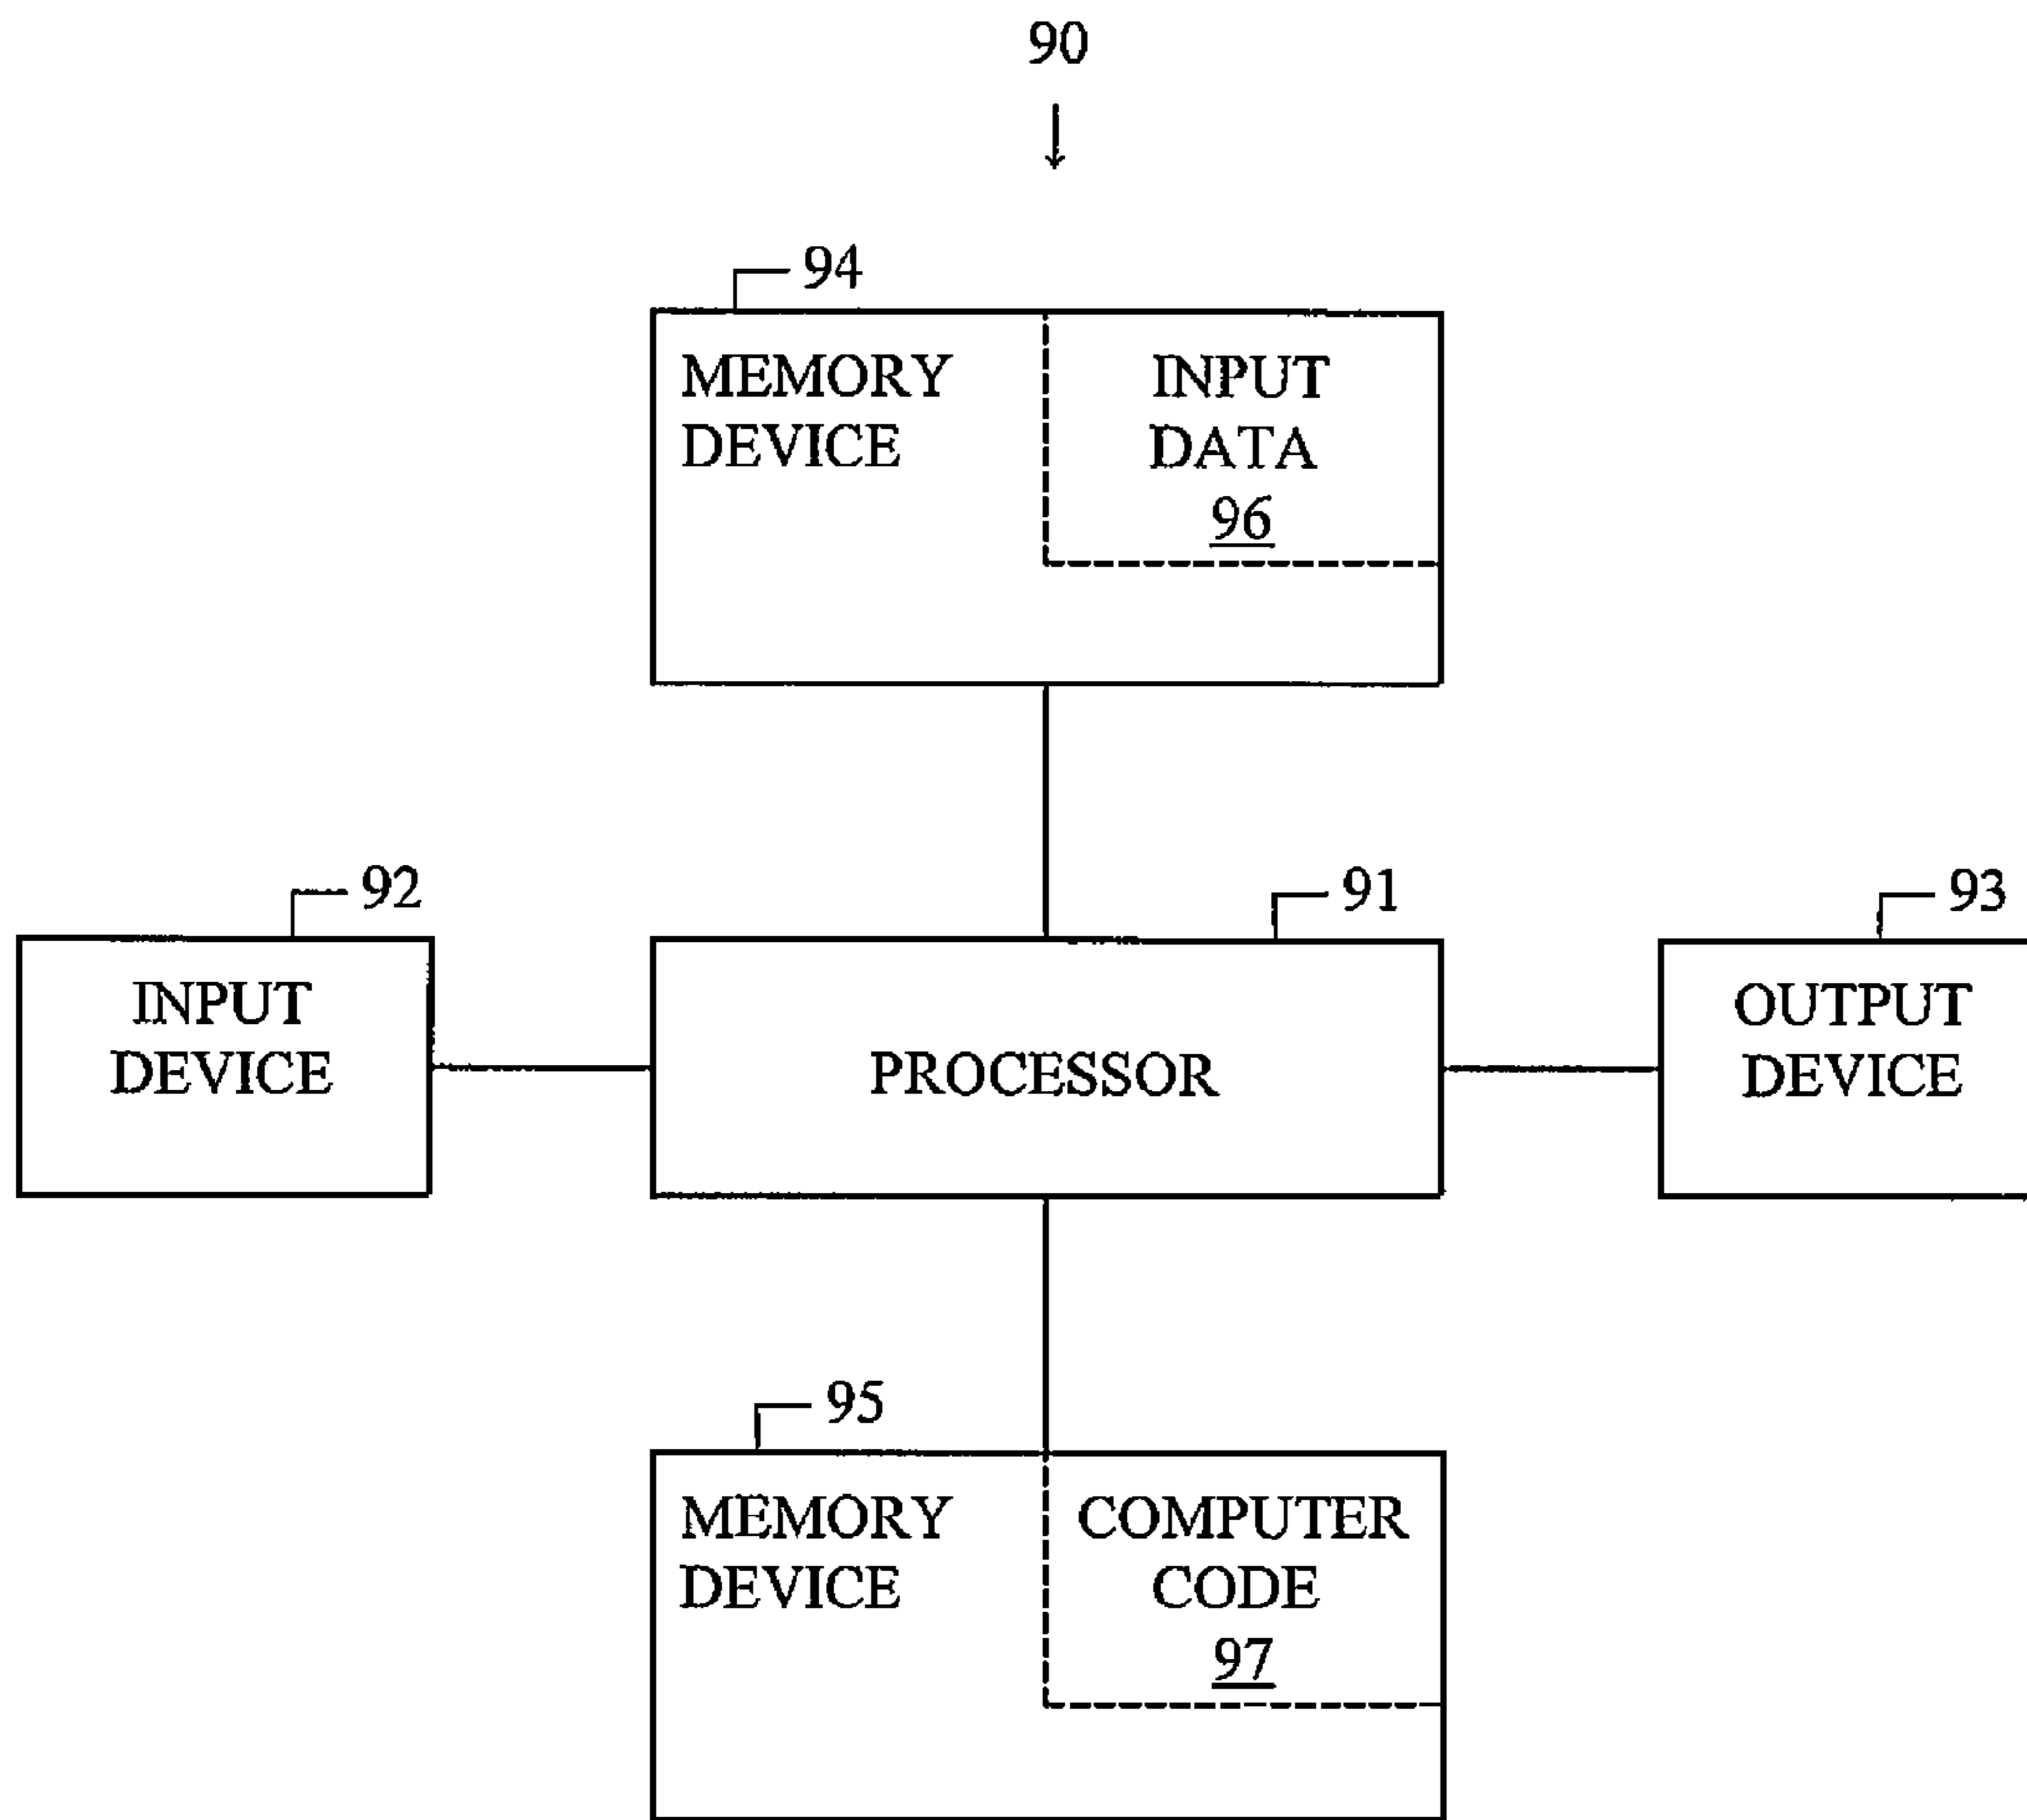 90
94
MEMORY
DEVICE
INPUT
DATA
96
92
INPUT
DEVICE
91
PROCESSOR
93
OUTPUT
DEVICE
95
MEMORY
DEVICE
COMPUTER
CODE
97